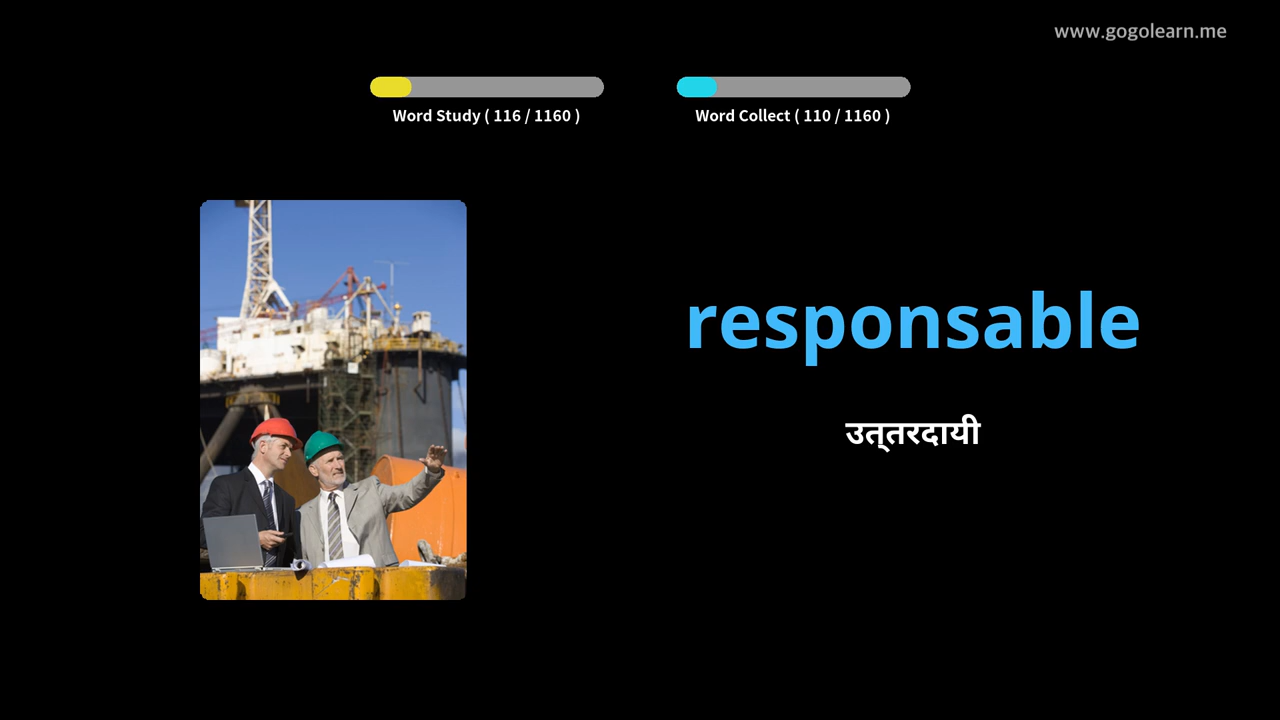 www.gogolearn.me
Word Study ( 116 / 1160 )
Word Collect ( 110 / 1160 )
responsable
उत्‌तरदायी